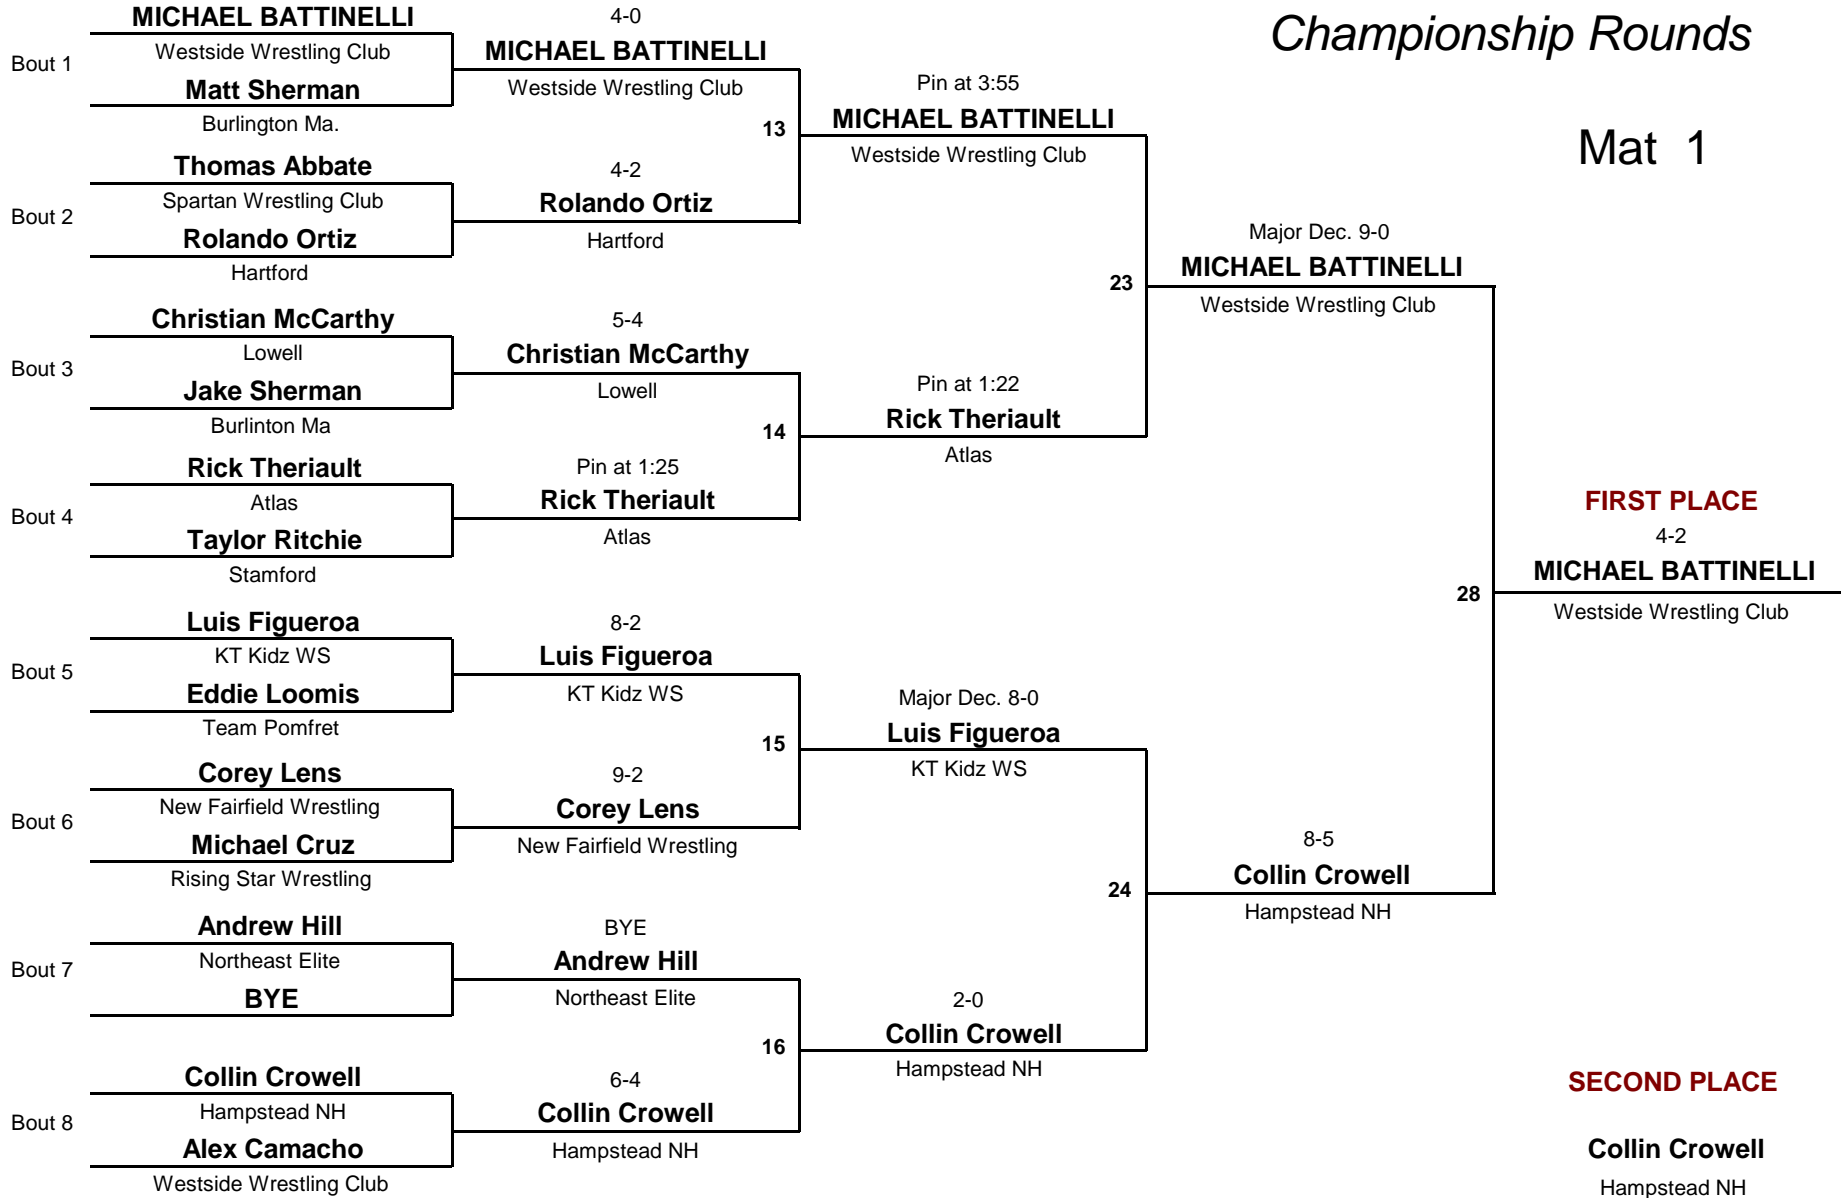 Championship Rounds
Mat 1
Bout 1
MICHAEL BATTINELLI
Westside Wrestling Club
Matt Sherman
Burlington Ma.
Bout 2
Thomas Abbate
Spartan Wrestling Club
Rolando Ortiz
Hartford
Bout 3
Christian McCarthy
Lowell
Jake Sherman
Burlinton Ma
Bout 4
Rick Theriault
Atlas
Taylor Ritchie
Stamford
Bout 5
Luis Figueroa
KT Kidz WS
Eddie Loomis
Team Pomfret
Bout 6
Corey Lens
New Fairfield Wrestling
Michael Cruz
Rising Star Wrestling
Bout 7
Andrew Hill
Northeast Elite
BYE
Bout 8
Collin Crowell
Hampstead NH
Alex Camacho
Westside Wrestling Club
4-0
MICHAEL BATTINELLI
Westside Wrestling Club
13
4-2
Rolando Ortiz
Hartford
5-4
Christian McCarthy
Lowell
14
Pin at 1:25
Rick Theriault
Atlas
8-2
Luis Figueroa
KT Kidz WS
15
9-2
Corey Lens
New Fairfield Wrestling
BYE
Andrew Hill
Northeast Elite
16
6-4
Collin Crowell
Hampstead NH
Pin at 3:55
MICHAEL BATTINELLI
Westside Wrestling Club
23
Pin at 1:22
Rick Theriault
Atlas
Major Dec. 8-0
Luis Figueroa
KT Kidz WS
24
2-0
Collin Crowell
Hampstead NH
Major Dec. 9-0
MICHAEL BATTINELLI
Westside Wrestling Club
28
8-5
Collin Crowell
Hampstead NH
FIRST PLACE
4-2
MICHAEL BATTINELLI
Westside Wrestling Club
SECOND PLACE
Collin Crowell
Hampstead NH